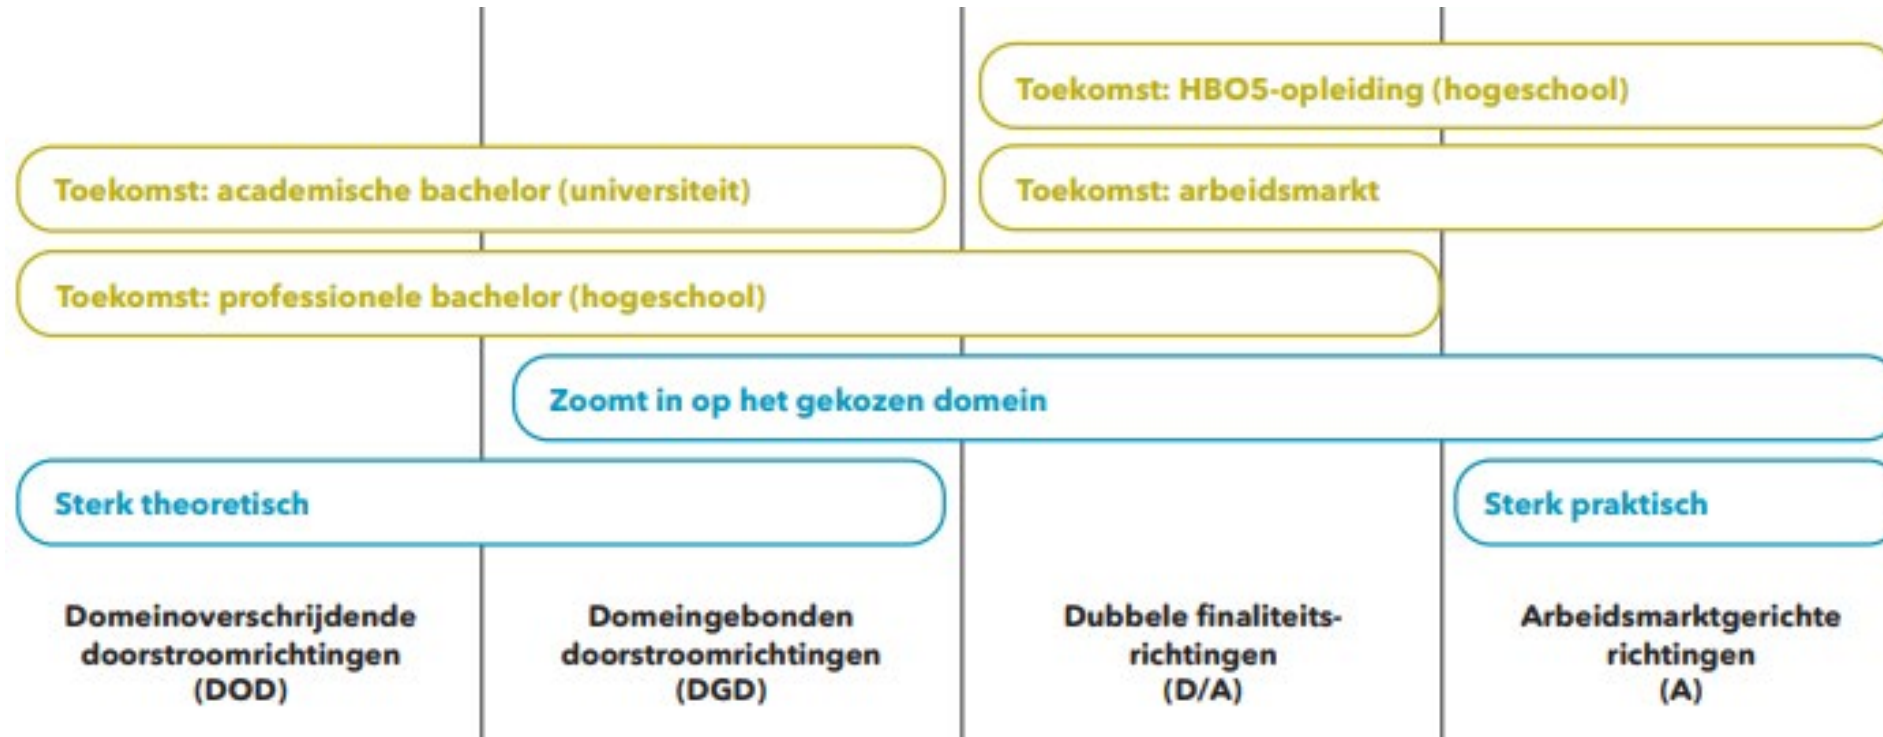 Toekomst: HBO5-opleiding (hogeschool)
Toekomst: academische bachelor (universiteit)
Toekomst: arbeidsmarkt
Toekomst: professionele bachelor (hogeschool)
Zoomt in op het gekozen domein
Sterk theoretisch
Sterk praktisch
Domeinoverschrijdende
doorstroomrichtingen
(DOD)
Domeingebonden
doorstroomrichtingen
(DGD)
Dubbele finaliteits-
richtingen
(D/A)
Arbeidsmarktgerichte
richtingen
(A)